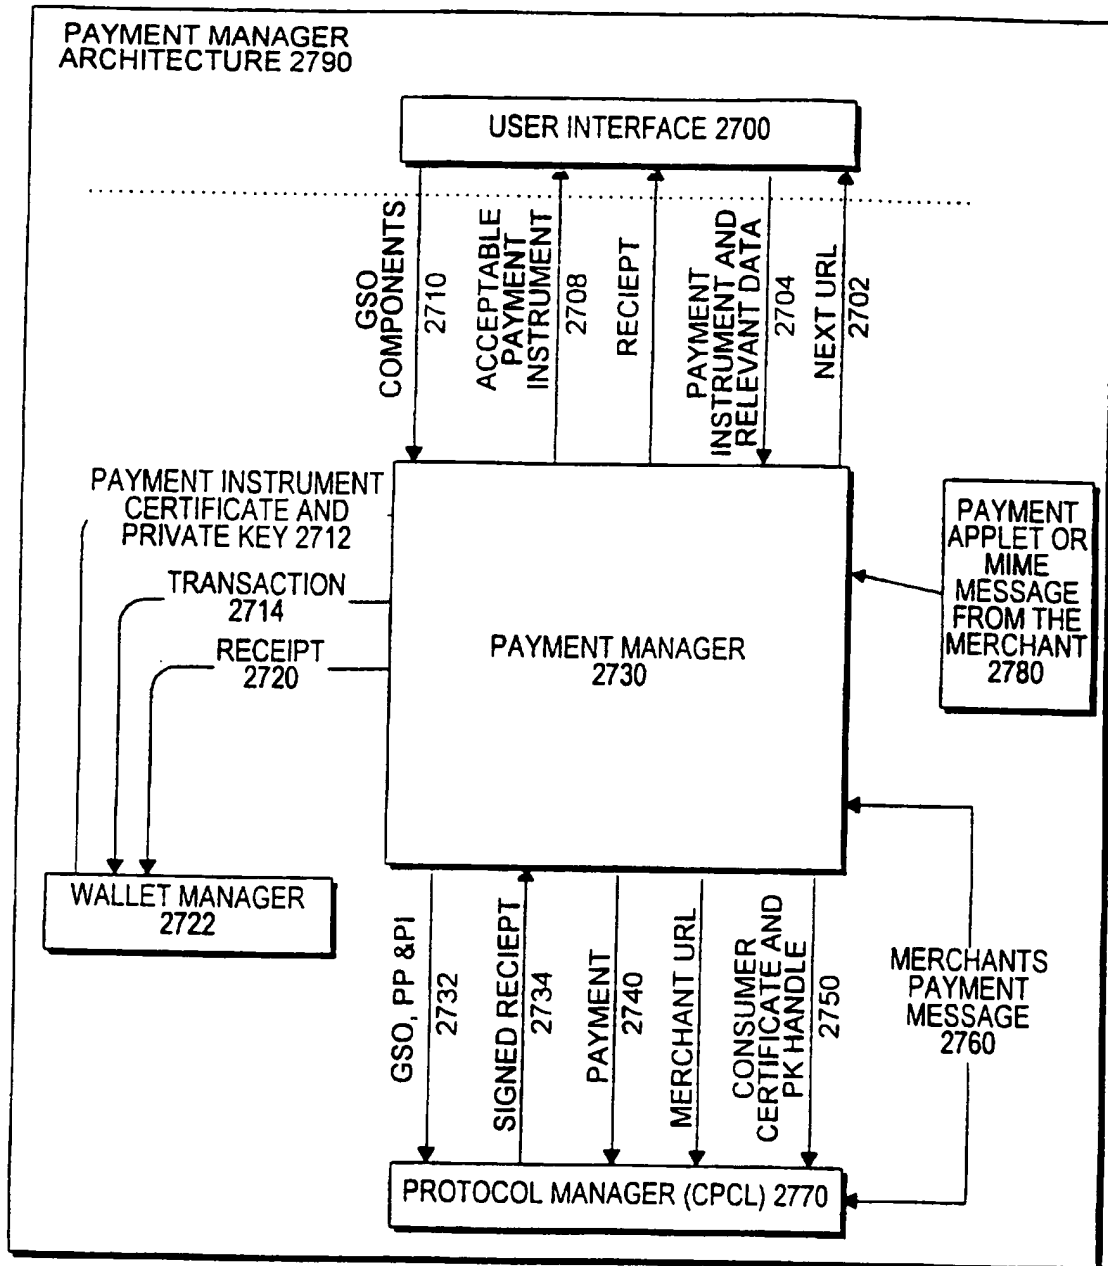 PAYMENT MANAGER
ARCHITECTURE 2790
USER INTERFACE 2700
GSO
COMPONENTS
2710
ACCEPTABLE
PAYMENT
INSTRUMENT
2708
RECIEPT
PAYMENT
INSTRUMENT AND
RELEVANT DATA
2704
NEXT URL
2702
PAYMENT INSTRUMENT
CERTIFICATE AND
PRIVATE KEY 2712
TRANSACTION
2714
RECEIPT
2720
PAYMENT MANAGER
2730
PAYMENT
APPLET OR
MIME
MESSAGE
FROM THE
MERCHANT
2780
WALLET MANAGER
2722
GSO, PP &PI
2732
SIGNED RECIEPT
2734
PAYMENT
2740
MERCHANT URL
CONSUMER
CERTIFICATE AND
PK HANDLE
2750
MERCHANTS
PAYMENT
MESSAGE
2760
PROTOCOL MANAGER (CPCL) 2770